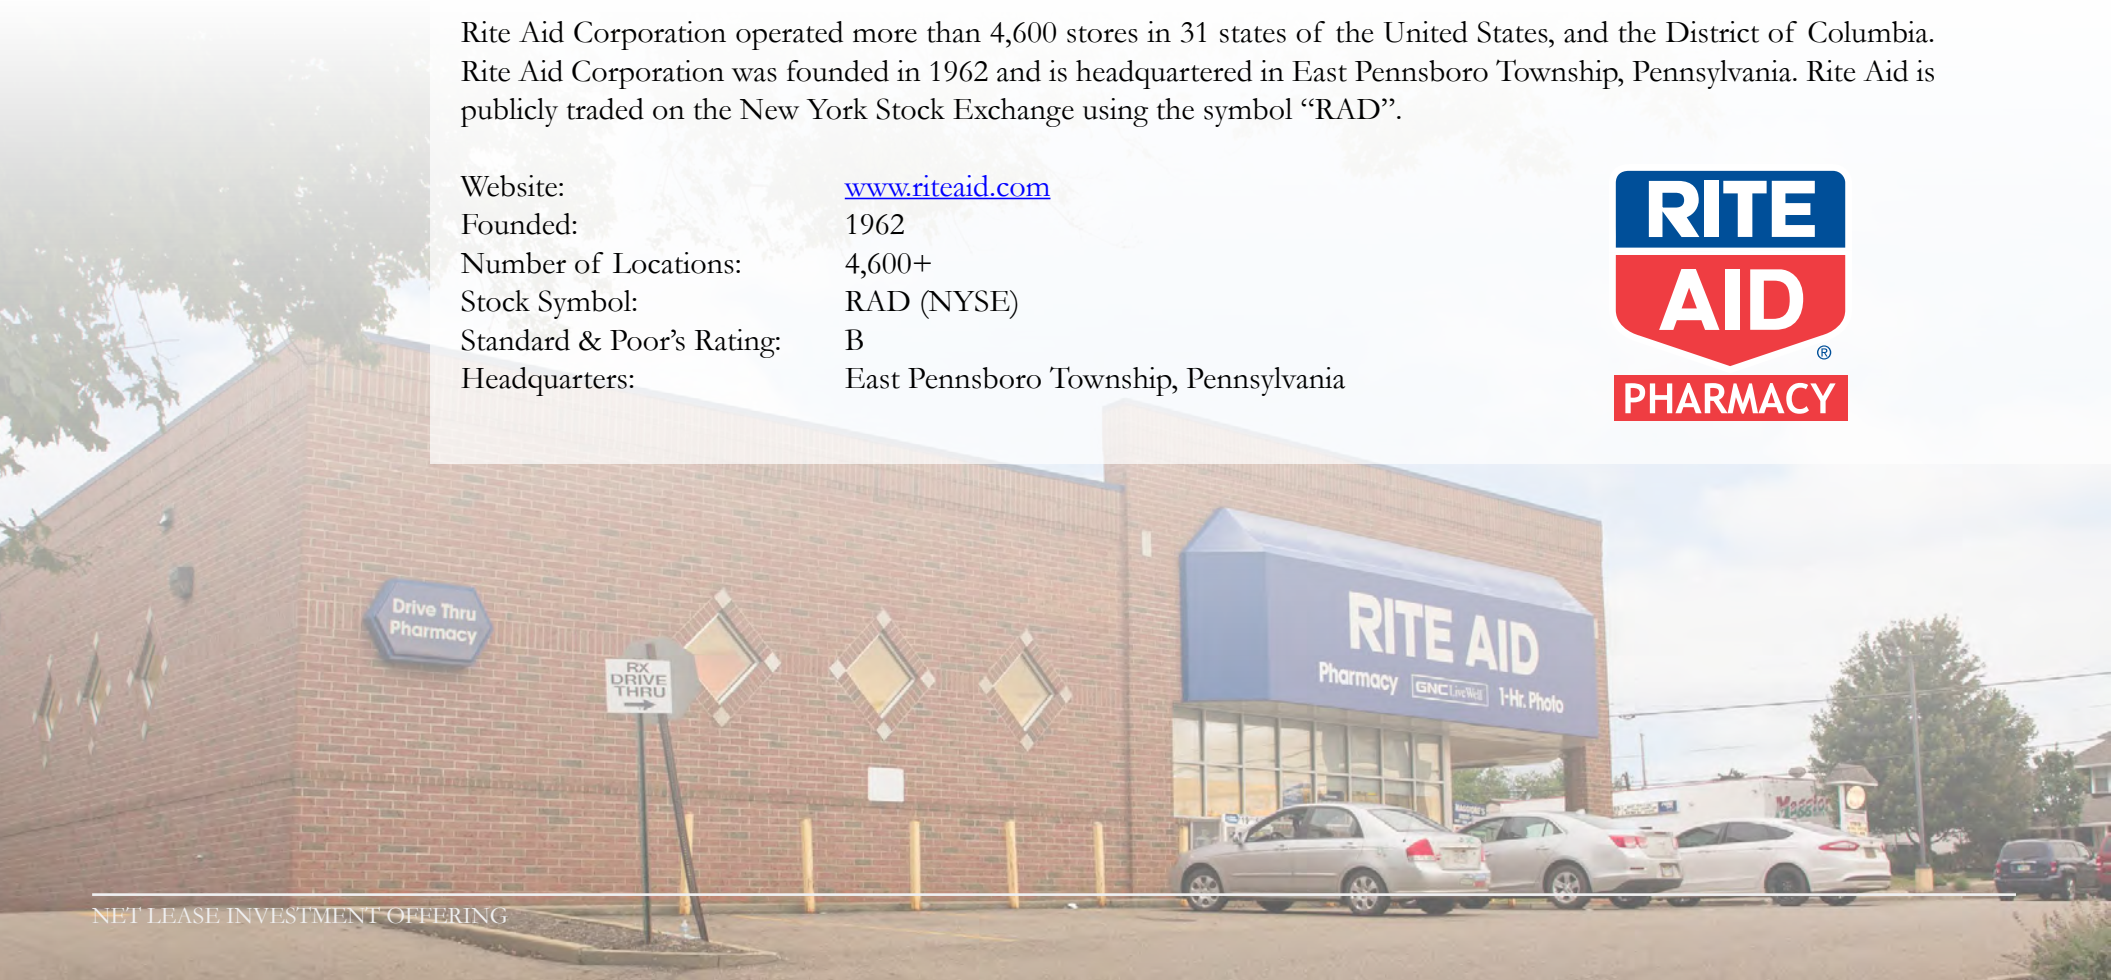 Rite Aid Corporation operated more than 4,600 stores in 31 states of the United States, and the District of Columbia.
Rite Aid Corporation was founded in 1962 and is headquartered in East Pennsboro Township, Pennsylvania. Rite Aid is
publicly traded on the New York Stock Exchange using the symbol “RAD”.
Website: www.riteaid.com
Founded: 1962
Number of Locations: 4,600+
Stock Symbol: RAD (NYSE)
Standard & Poor’s Rating: B
Headquarters: East Pennsboro Township, Pennsylvania
RITE
AID
®
PHARMACY
Drive Thru
Pharmacy
RX
DRIVE
THRU
RITE AID
Pharmacy GNC LiveWell 1-Hr. Photo
NET LEASE INVESTMENT OFFERING